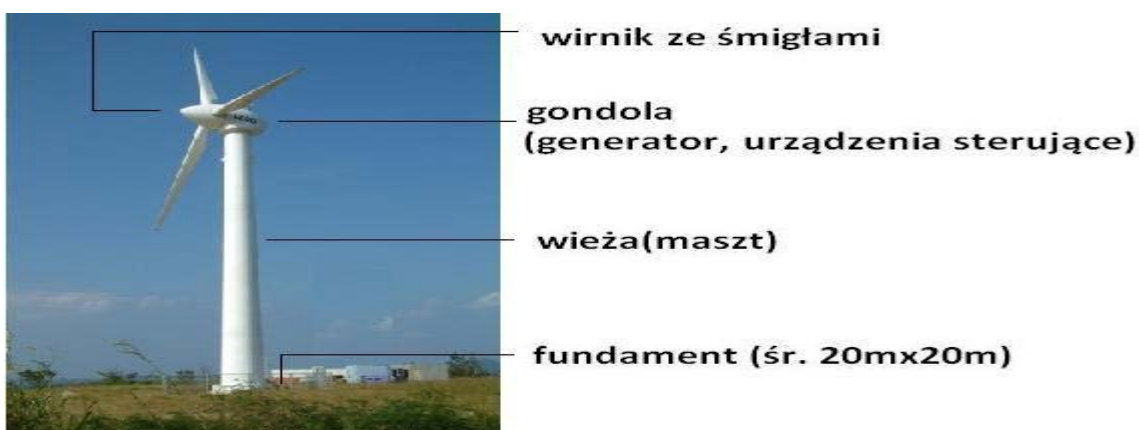 wirnik ze śmigłami
gondola
(generator, urządzenia sterujące)
wieża(maszt)
fundament (śr. 20mx20m)